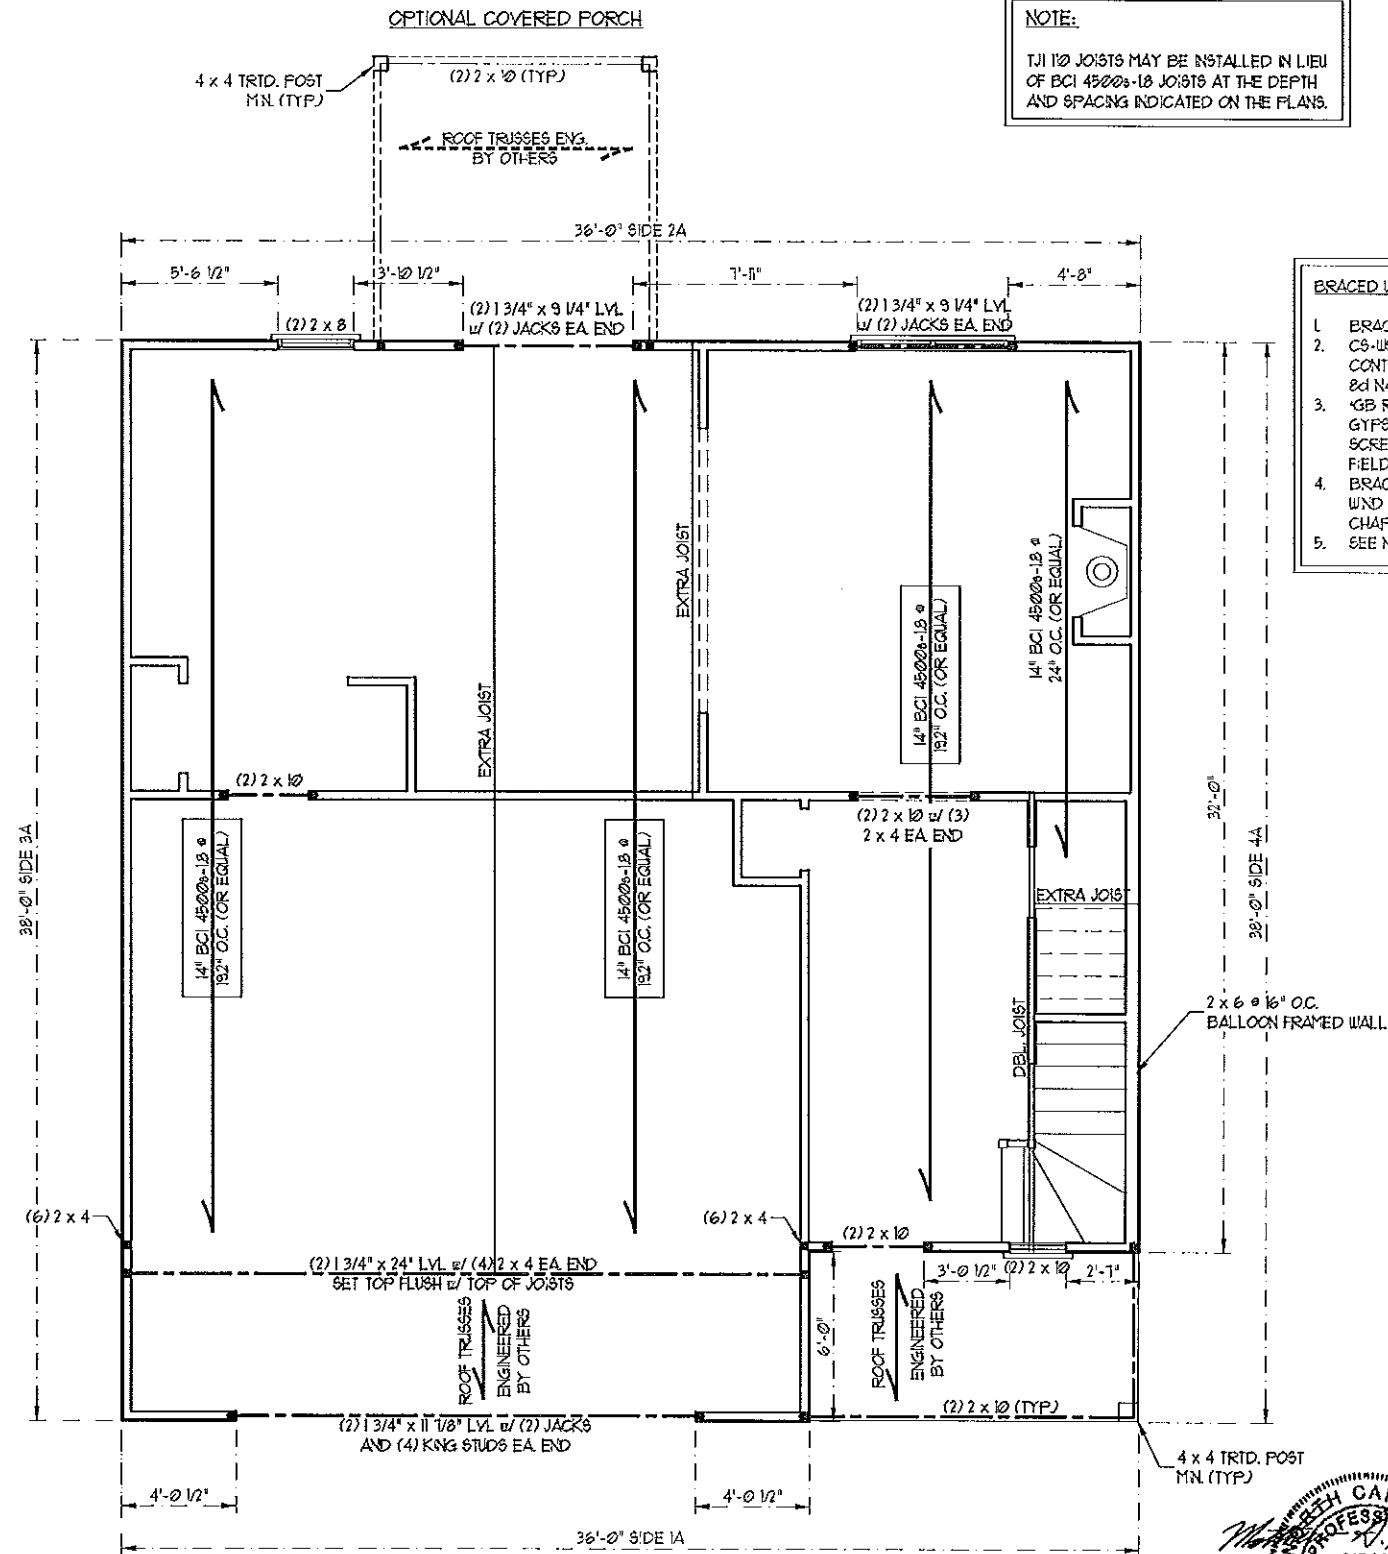 OPTIONAL COVERED PORCH
NOTE:
TJI 110 JOISTS MAY BE INSTALLED IN LIEU
OF BCI 4500s-1.8 JOISTS AT THE DEPTH
AND SPACING INDICATED ON THE PLANS.
4 x 4 TRTD. POST
MIN. (TYP.)
(2) 2 x 10 (TYP.)
ROOF TRUSSES ENG.
BY OTHERS
36'-0" SIDE 2A
5'-6 1/2"
3'-10 1/2"
7'-11"
4'-8"
(2) 2 x 8
(2) 1 3/4" x 9 1/4" LVL
w/ (2) JACKS EA. END
(2) 1 3/4" x 9 1/4" LVL
w/ (2) JACKS EA. END
BRACED
1. 
2. CS-
8d
3. 
4. 
5. SEE
EXTRA JOIST
EXTRA JOIST
14" BCI 4500s-1.8 @
19.2" O.C. (OR EQUAL)
14" BCI 4500s-1.8 @
24" O.C. (OR EQUAL)
(2) 2 x 10
(2) 2 x 10 w/ (3)
2 x 4 EA. END
38'-0" SIDE 3A
14" BCI 4500s-1.8 @
19.2" O.C. (OR EQUAL)
14" BCI 4500s-1.8 @
19.2" O.C. (OR EQUAL)
32'-0"
38'-0" SIDE 4A
EXTRA JOIST
DBL. JOIST
2 x 6 @ 16" O.C.
BALLOON FRAMED WALL
(6) 2 x 4
(6) 2 x 4
(2) 2 x 10
(2) 1 3/4" x 24" LVL w/ (4) 2 x 4 EA. END
SET TOP FLUSH w/ TOP OF JOISTS
3'-0 1/2"
(2) 2 x 10
2'-7"
ROOF TRUSSES
ENGINEERED
BY OTHERS
6'-0"
ROOF TRUSSES
ENGINEERED
BY OTHERS
(2) 2 x 10 (TYP.)
(2) 1 3/4" x 11 7/8" LVL w/ (2) JACKS
AND (4) KING STUDS EA. END
4 x 4 TRTD. POST
MIN. (TYP.)
4'-0 1/2"
4'-0 1/2"
36'-0" SIDE 1A
NORTH